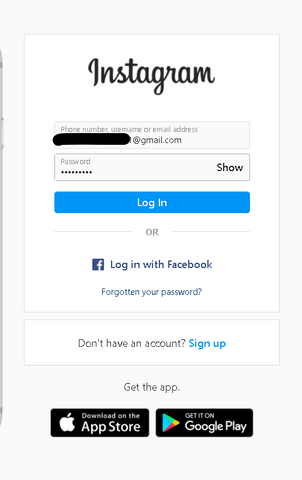 Instagram
Phone number, username or email address
@gmail.com
Password
••••••••• Show
Log In
OR
Log in with Facebook
Forgotten your password?
Don't have an account? Sign up
Get the app.
Download on the
App Store
GET IT ON
Google Play